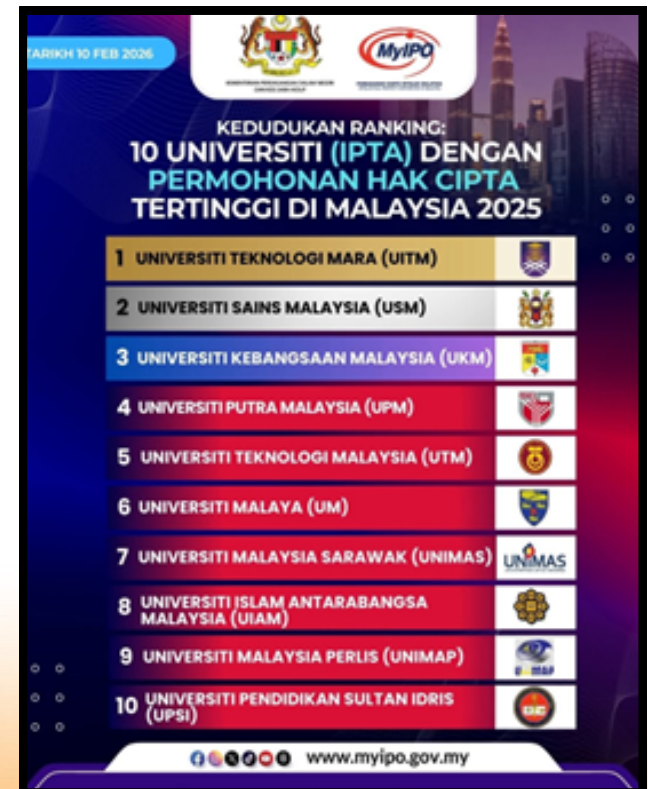 TARIKH 10 FEB 2026
MyIPO
KEDUDUKAN RANKING:
10 UNIVERSITI (IPTA) DENGAN
PERMOHONAN HAK CIPTA
TERTINGGI DI MALAYSIA 2025
1 UNIVERSITI TEKNOLOGI MARA (UITM)
2 UNIVERSITI SAINS MALAYSIA (USM)
3 UNIVERSITI KEBANGSAAN MALAYSIA (UKM)
4 UNIVERSITI PUTRA MALAYSIA (UPM)
5 UNIVERSITI TEKNOLOGI MALAYSIA (UTM)
6 UNIVERSITI MALAYA (UM)
7 UNIVERSITI MALAYSIA SARAWAK (UNIMAS)
UNIMAS
8 UNIVERSITI ISLAM ANTARABANGSA
MALAYSIA (UIAM)
9 UNIVERSITI MALAYSIA PERLIS (UNIMAP)
10 UNIVERSITI PENDIDIKAN SULTAN IDRIS
(UPSI)
www.myipo.gov.my